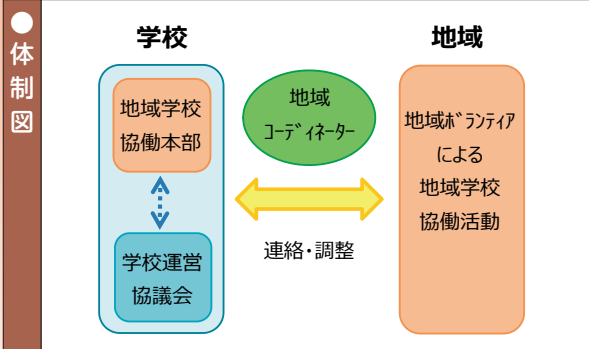 ●体制図
学校
地域
地域学校
協働本部
学校運営
協議会
地域
ｺｰﾃﾞｨﾈｰﾀｰ
連絡・調整
地域ﾎﾞﾗﾝﾃｨｱ
による
地域学校
協働活動